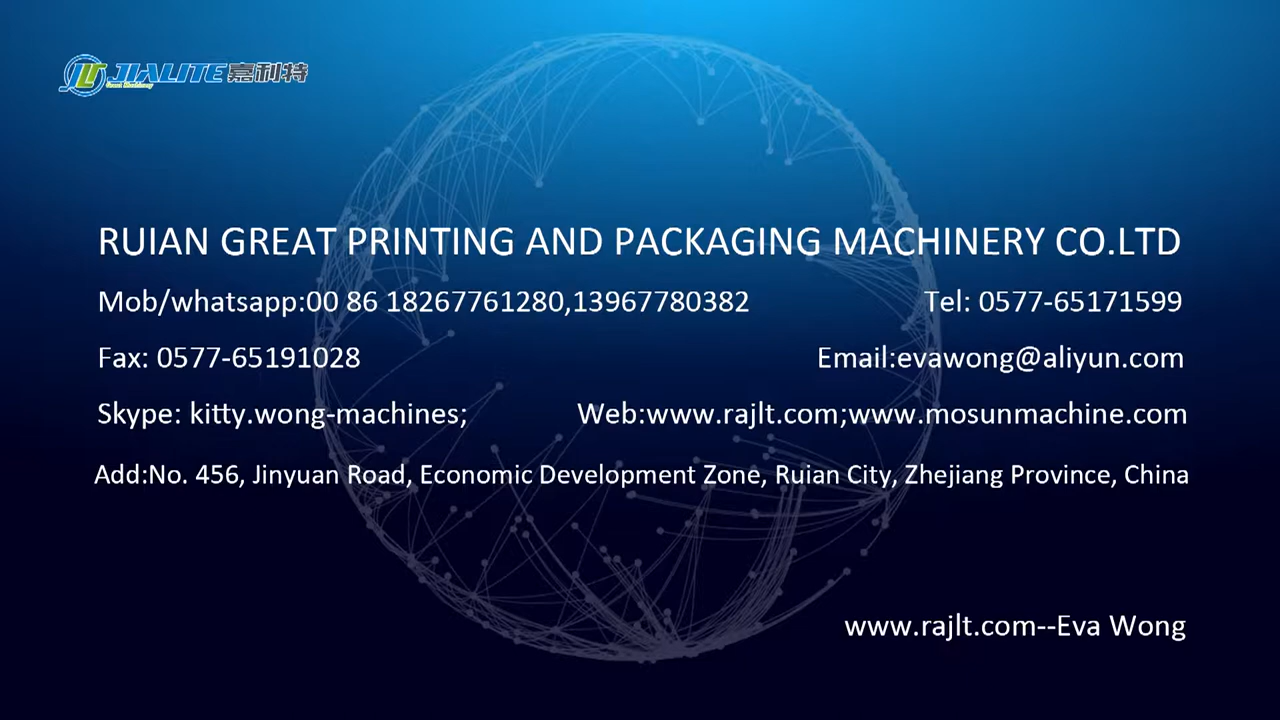 JIALITE 嘉利特
Great Machinery
RUIAN GREAT PRINTING AND PACKAGING MACHINERY CO.LTD
Mob/whatsapp:00 86 18267761280,13967780382 Tel: 0577-65171599
Fax: 0577-65191028 Email:evawong@aliyun.com
Skype: kitty.wong-machines; Web:www.rajlt.com;www.mosunmachine.com
Add:No. 456, Jinyuan Road, Economic Development Zone, Ruian City, Zhejiang Province, China
www.rajlt.com--Eva Wong